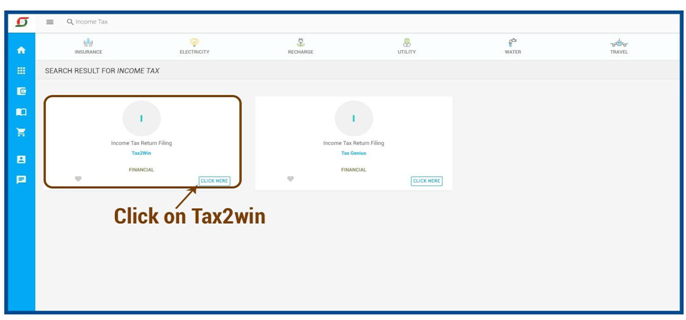 Income Tax
INSURANCE
ELECTRICITY
RECHARGE
UTILITY
WATER
TRAVEL
SEARCH RESULT FOR INCOME TAX
I
Income Tax Return Filing
Tax2Win
FINANCIAL
CLICK HERE
I
Income Tax Return Filing
Tax Genius
FINANCIAL
CLICK HERE
Click on Tax2win